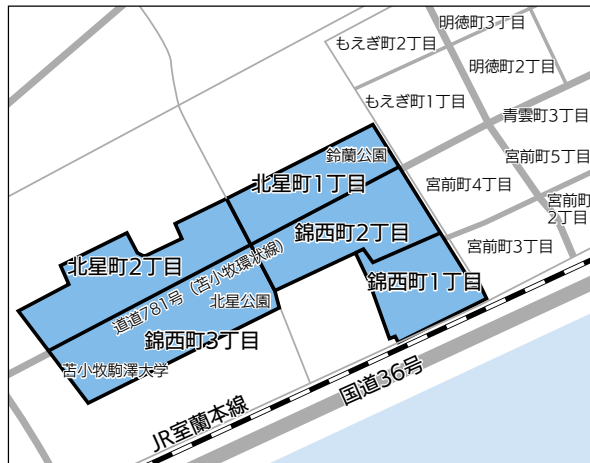 明徳町3丁目
もえぎ町2丁目
明徳町2丁目
もえぎ町1丁目
青雲町3丁目
鈴蘭公園
宮前町5丁目
北星町1丁目
宮前町4丁目
宮前町
2丁目
錦西町2丁目
宮前町3丁目
北星町2丁目
道道781号（苫小牧環状線）
錦西町1丁目
北星公園
錦西町3丁目
苫小牧駒澤大学
国道36号
JR室蘭本線